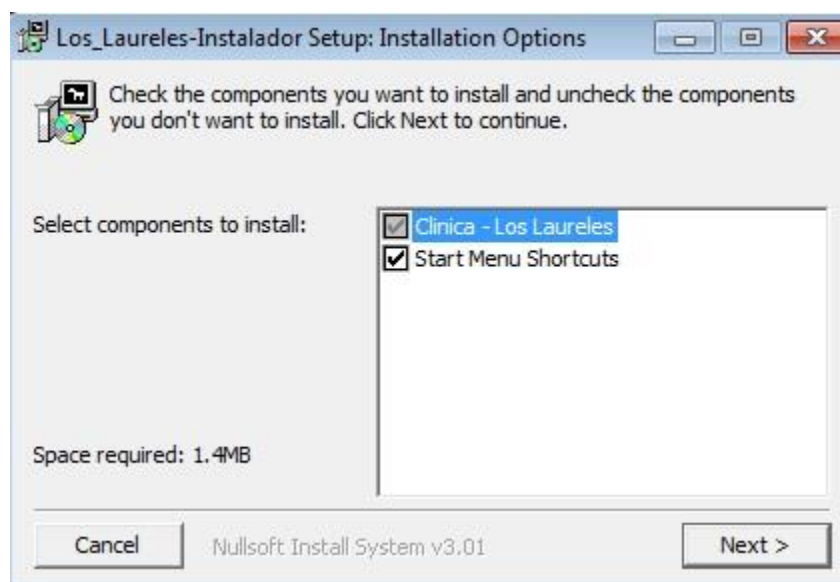 Los_Laureles-Instalador Setup: Installation Options
Check the components you want to install and uncheck the components
you don't want to install. Click Next to continue.
Select components to install:
Clinica - Los Laureles
Start Menu Shortcuts
Space required: 1.4MB
Cancel
Nullsoft Install System v3.01
Next >